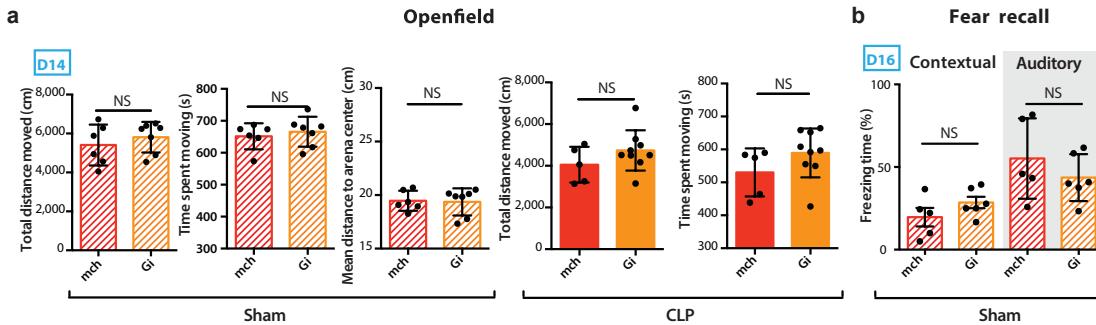 a
Openfield
D14
Total distance moved (cm)
8,000
6,000
4,000
2,000
0
NS
mch
Gi
Time spent moving (s)
800
700
600
500
400
300
NS
mch
Gi
Mean distance to arena center (cm)
30
25
20
15
NS
mch
Gi
Sham
Total distance moved (cm)
8,000
6,000
4,000
2,000
0
NS
mch
Gi
Time spent moving (s)
800
700
600
500
400
300
NS
mch
Gi
CLP
b
Fear recall
D16
Contextual
Auditory
Freezing time (%)
100
50
0
NS
NS
mch
Gi
mch
Gi
Sham